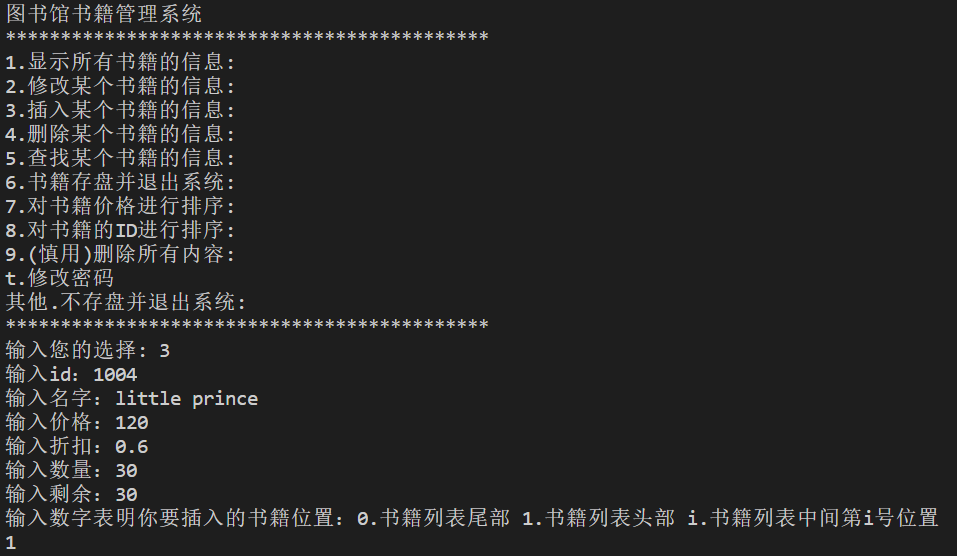 图书馆书籍管理系统
********************************************
1.显示所有书籍的信息:
2.修改某个书籍的信息:
3.插入某个书籍的信息:
4.删除某个书籍的信息:
5.查找某个书籍的信息:
6.书籍存盘并退出系统:
7.对书籍价格进行排序:
8.对书籍的ID进行排序:
9.(慎用)删除所有内容:
t.修改密码
其他.不存盘并退出系统:
********************************************
输入您的选择: 3
输入id：1004
输入名字：little prince
输入价格：120
输入折扣：0.6
输入数量：30
输入剩余：30
输入数字表明你要插入的书籍位置：0.书籍列表尾部 1.书籍列表头部 i.书籍列表中间第i号位置
1